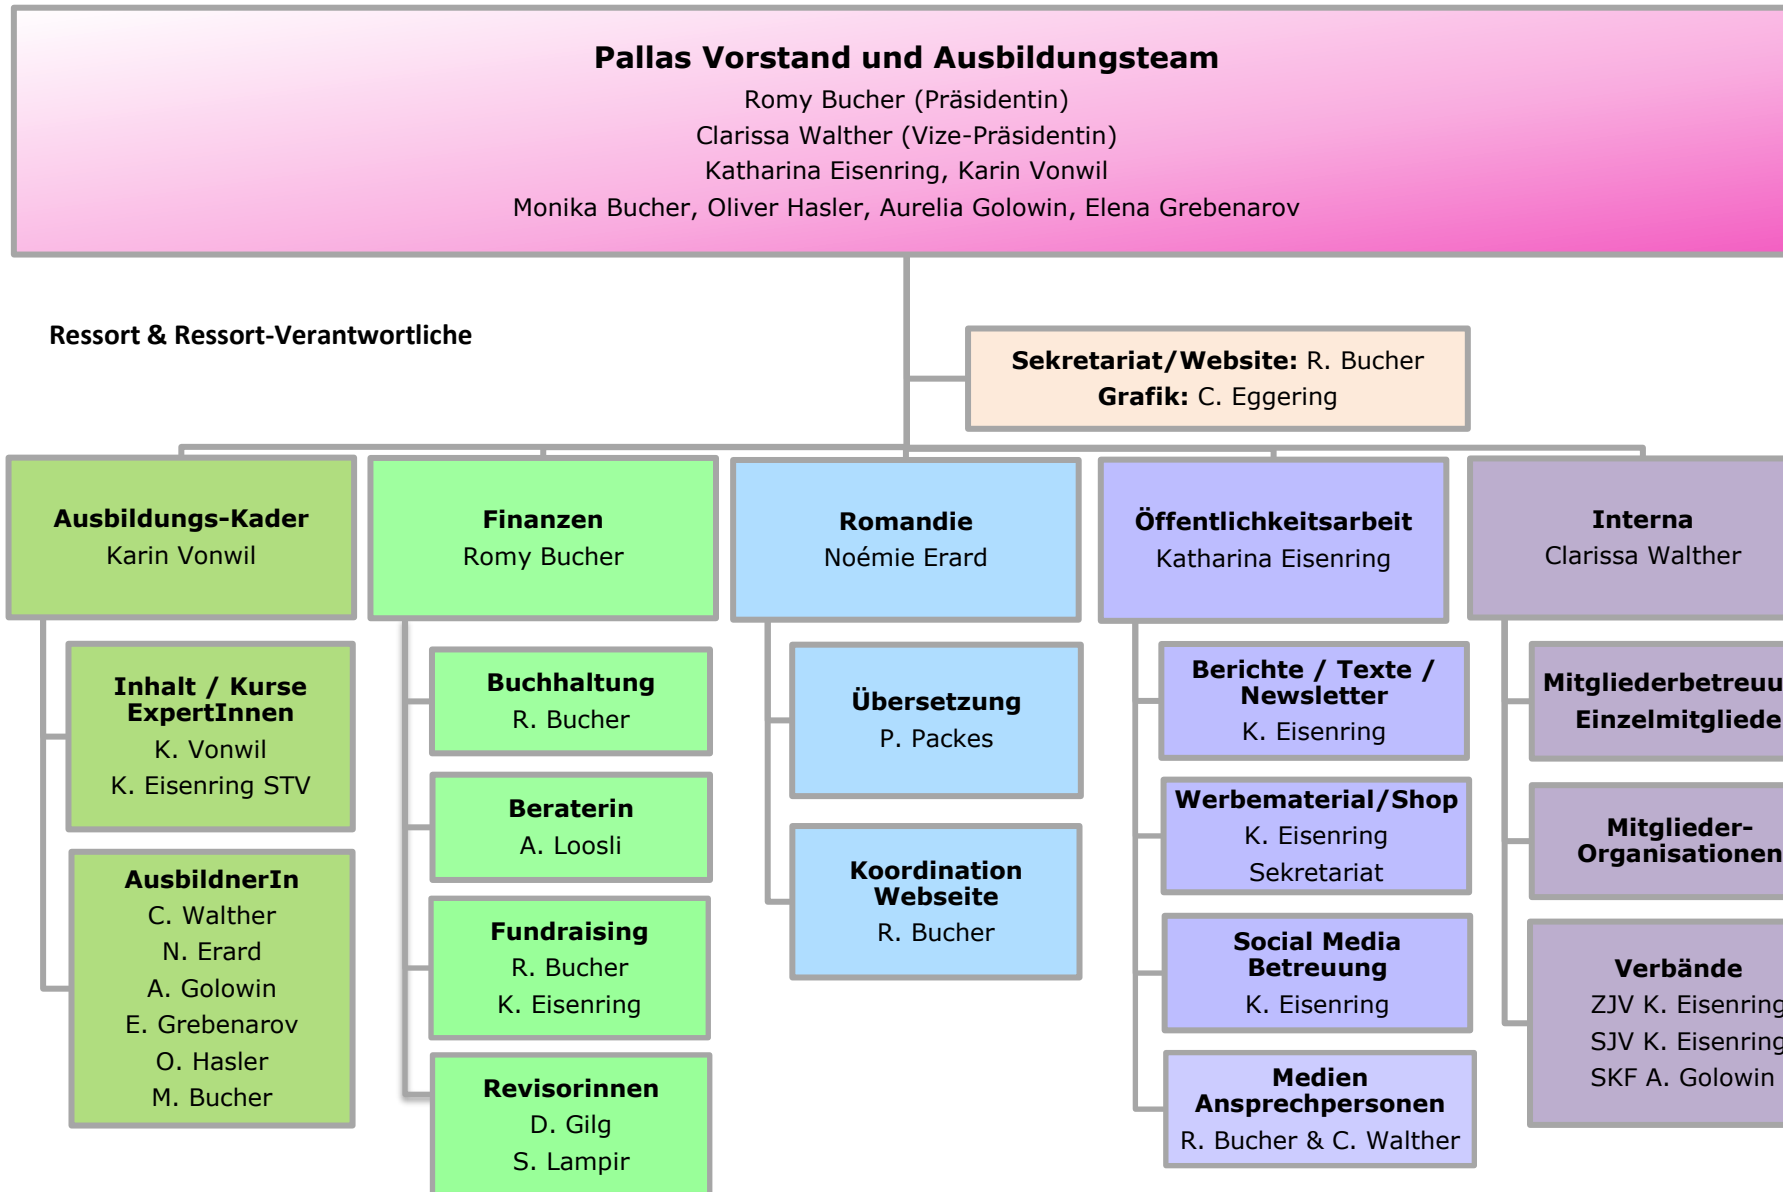 Pallas Vorstand und Ausbildungsteam
Romy Bucher (Präsidentin)
Clarissa Walther (Vize-Präsidentin)
Katharina Eisenring, Karin Vonwil
Monika Bucher, Oliver Hasler, Aurelia Golowin, Elena Grebenarov
Ressort & Ressort-Verantwortliche
Sekretariat/Website: R. Bucher
Grafik: C. Eggering
Ausbildungs-Kader
Karin Vonwil
Inhalt / Kurse
ExpertInnen
K. Vonwil
K. Eisenring STV
AusbildnerIn
C. Walther
N. Erard
A. Golowin
E. Grebenarov
O. Hasler
M. Bucher
Finanzen
Romy Bucher
Buchhaltung
R. Bucher
Beraterin
A. Loosli
Fundraising
R. Bucher
K. Eisenring
Revisorinnen
D. Gilg
S. Lampir
Romandie
Noémie Erard
Übersetzung
P. Packes
Koordination
Webseite
R. Bucher
Öffentlichkeitsarbeit
Katharina Eisenring
Berichte / Texte /
Newsletter
K. Eisenring
Werbematerial/Shop
K. Eisenring
Sekretariat
Social Media
Betreuung
K. Eisenring
Medien
Ansprechpersonen
R. Bucher & C. Walther
Interna
Clarissa Walther
Mitgliederbetreuu
Einzelmitgliede
Mitglieder-
Organisationen
Verbände
ZJV K. Eisenring
SJV K. Eisenring
SKF A. Golowin